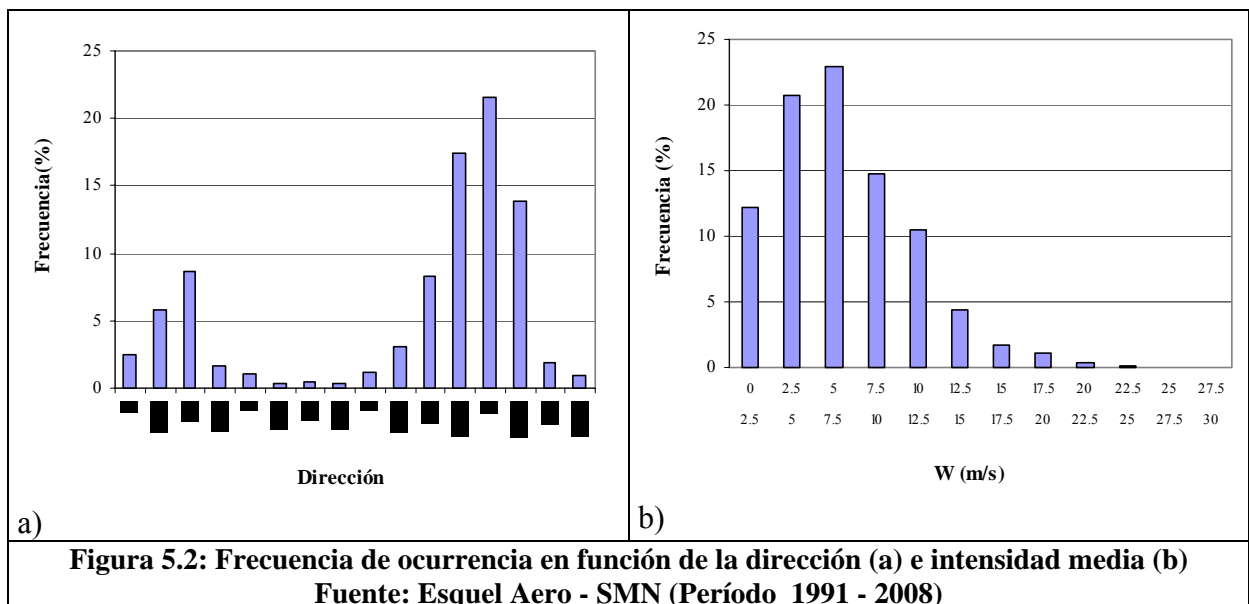 25
20
15
10
5
0
Frecuencia(%)
Dirección
a)
25
20
15
10
5
0
Frecuencia (%)
0 2.5 5 7.5 10 12.5 15 17.5 20 22.5 25 27.5
2.5 5 7.5 10 12.5 15 17.5 20 22.5 25 27.5 30
W (m/s)
b)
Figura 5.2: Frecuencia de ocurrencia en función de la dirección (a) e intensidad media (b)
Fuente: Esquel Aero - SMN (Período 1991 - 2008)